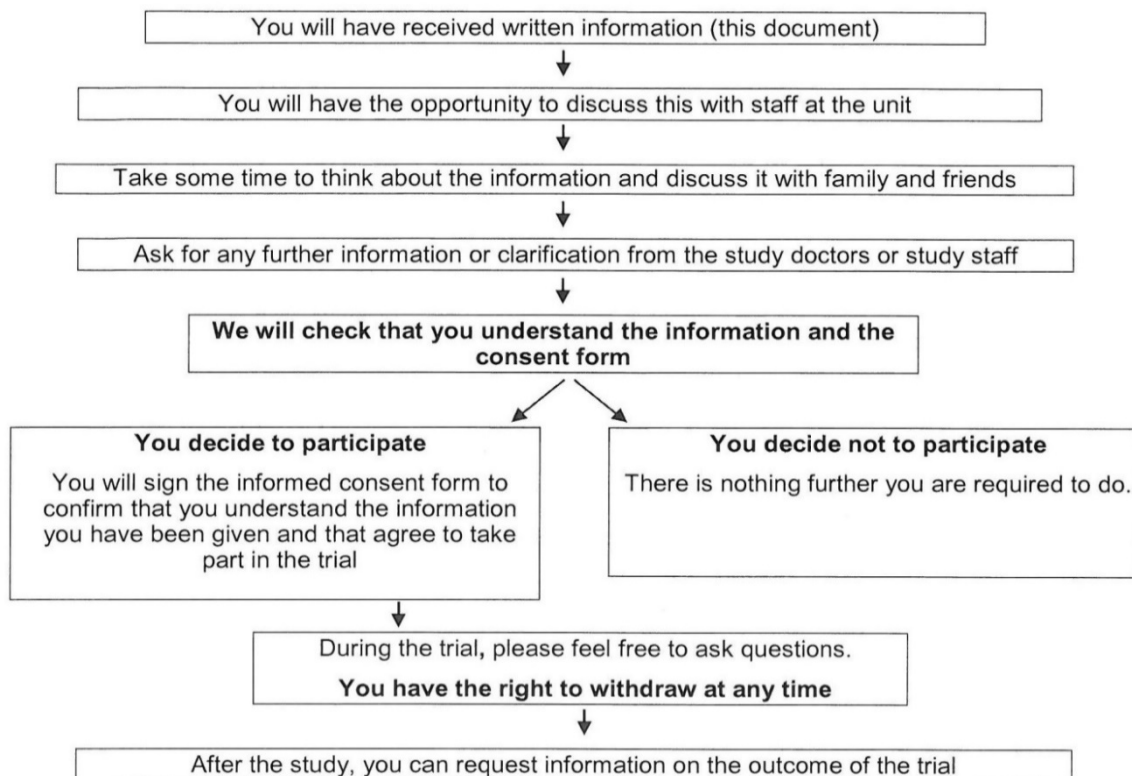 You will have received written information (this document)
You will have the opportunity to discuss this with staff at the unit
Take some time to think about the information and discuss it with family and friends
Ask for any further information or clarification from the study doctors or study staff
We will check that you understand the information and the
consent form
You decide to participate
You will sign the informed consent form to
confirm that you understand the information
you have been given and that agree to take
part in the trial
You decide not to participate
There is nothing further you are required to do.
During the trial, please feel free to ask questions.
You have the right to withdraw at any time
After the study, you can request information on the outcome of the trial